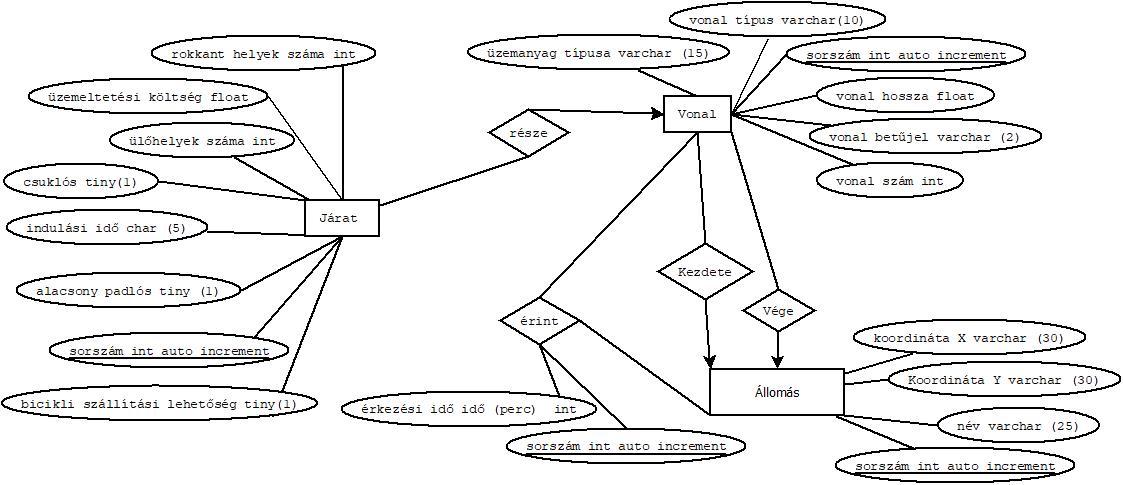 vonal típus varchar(10)
rokkant helyek száma int
üzemanyag típusa varchar (15)
sorszám int auto increment
üzemeltetési költség float
vonal hossza float
Vonal
része
ülőhelyek száma int
vonal betűjel varchar (2)
csuklós tiny(1)
vonal szám int
Járat
indulási idő char (5)
Kezdete
alacsony padlós tiny (1)
Vége
érint
koordináta X varchar (30)
sorszám int auto increment
Koordináta Y varchar (30)
Állomás
bicikli szállítási lehetőség tiny(1)
érkezési idő idő (perc) int
név varchar (25)
sorszám int auto increment
sorszám int auto increment